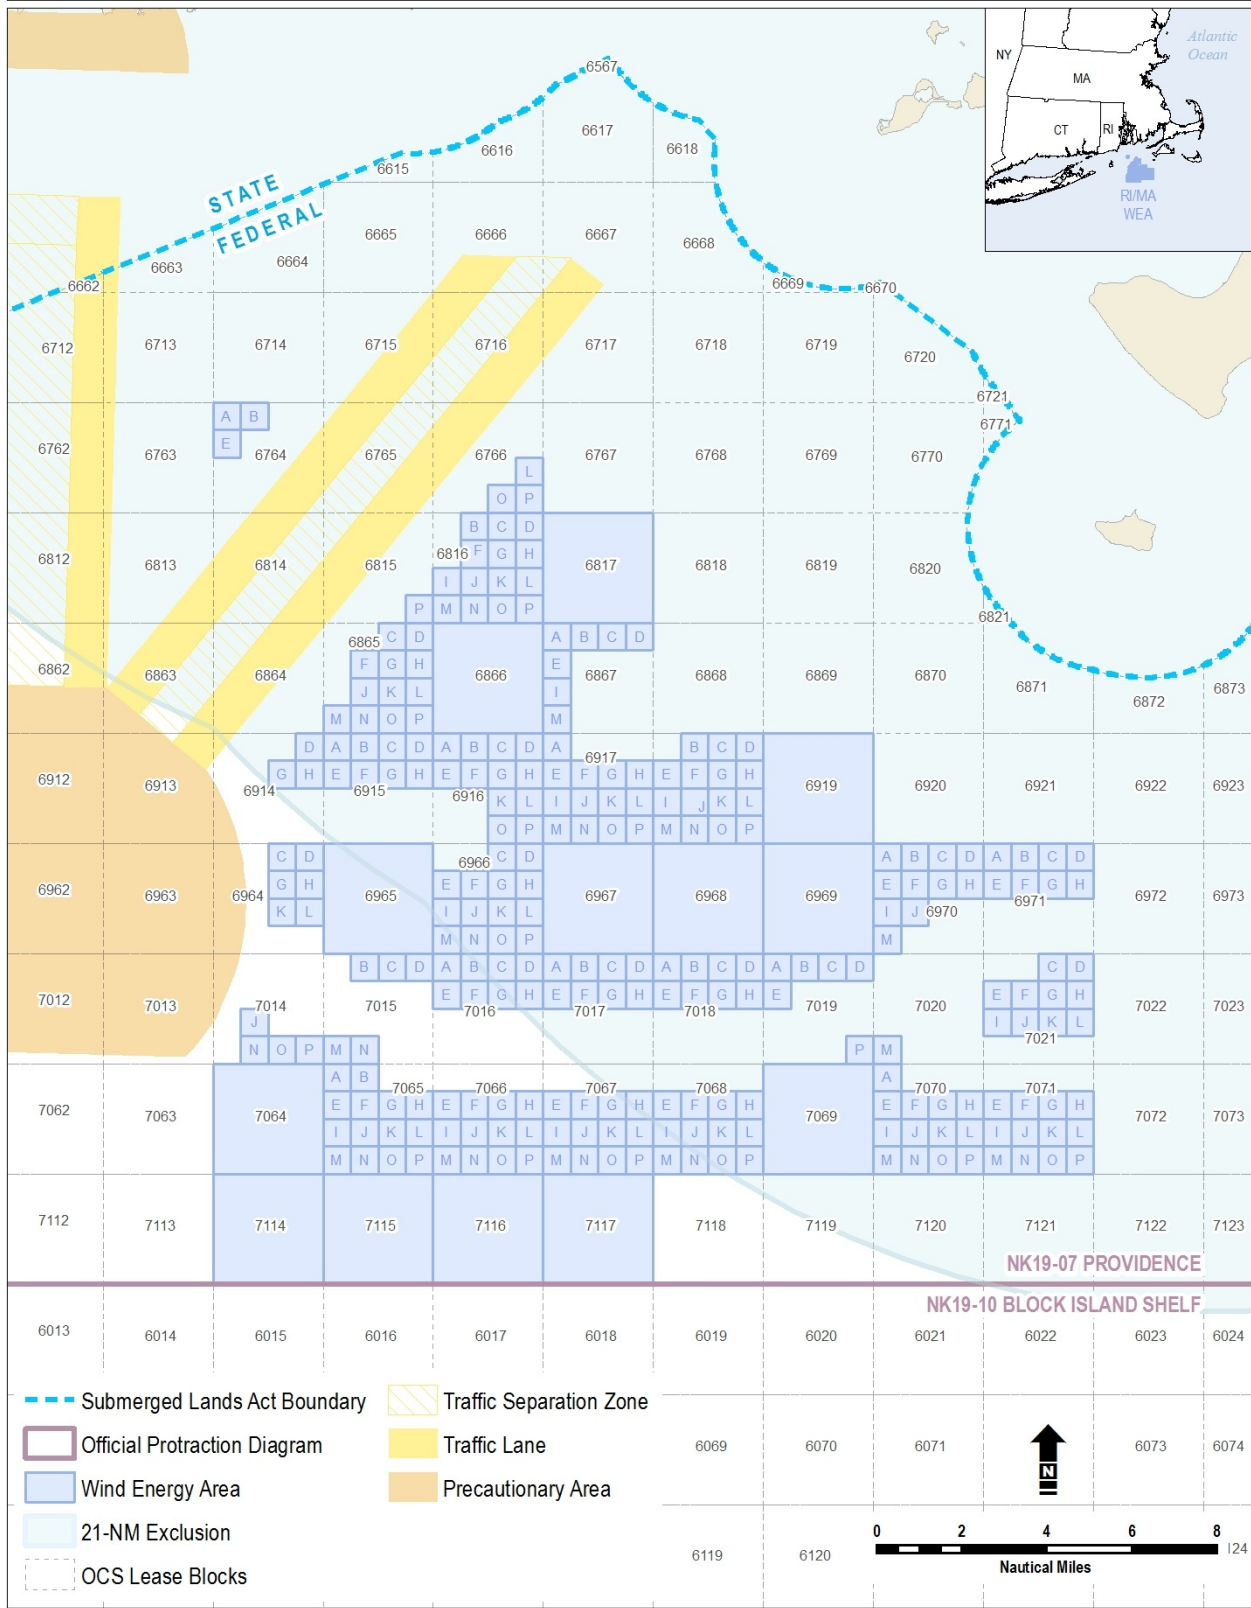 NY
MA
CT
RI
Atlantic
Ocean
RI/MA
WEA
6567
6617
6616
6618
6615
STATE
FEDERAL
6665
6666
6667
6668
6664
6663
6662
6669
6670
6712
6713
6714
6715
6716
6717
6718
6719
6720
6721
6771
A B
E
6762
6763
6764
6765
6766
6767
6768
6769
6770
L
O P
B C D
F G H
6812
6813
6814
6815
6816
6817
6818
6819
6820
I J K L
P M N O P
6821
C D
A B C D
6865
F G H
E
6862
6863
6864
6866
6867
6868
6869
6870
6871
6872
6873
J K L
I
M N O P
M
D A B C D A B C D A
B C D
6917
G H E F G H E F G H E F G H E F G H
6912
6913
6914
6915
6916
6919
6920
6921
6922
6923
K L I J K L I J K L
O P M N O P M N O P
C D
6966
C D
A B C D A B C D
G H
E F G H
E F G H E F G H
6962
6963
6964
6965
6967
6968
6969
6970
6971
6972
6973
K L
I J K L
I J
M N O P
M
B C D A B C D A B C D A B C D A B C D
C D
E F G H E F G H E F G H E
E F G H
7012
7013
7014
7015
7016
7017
7018
7019
7020
7021
7022
7023
J
I J K L
N O P M N
P M
A B
A
7065
7066
7067
7068
7070
7071
E F G H E F G H E F G H E F G H
E F G H E F G H
7062
7063
7064
7069
7072
7073
I J K L I J K L I J K L I J K L
I J K L I J K L
M N O P M N O P M N O P M N O P
M N O P M N O P
7112
7113
7114
7115
7116
7117
7118
7119
7120
7121
7122
7123
NK19-07 PROVIDENCE
NK19-10 BLOCK ISLAND SHELF
6013
6014
6015
6016
6017
6018
6019
6020
6021
6022
6023
6024
Submerged Lands Act Boundary
Official Protraction Diagram
Wind Energy Area
21-NM Exclusion
OCS Lease Blocks
Traffic Separation Zone
Traffic Lane
Precautionary Area
6069
6070
6071
6073
6074
N
6119
6120
0 2 4 6 8
Nautical Miles